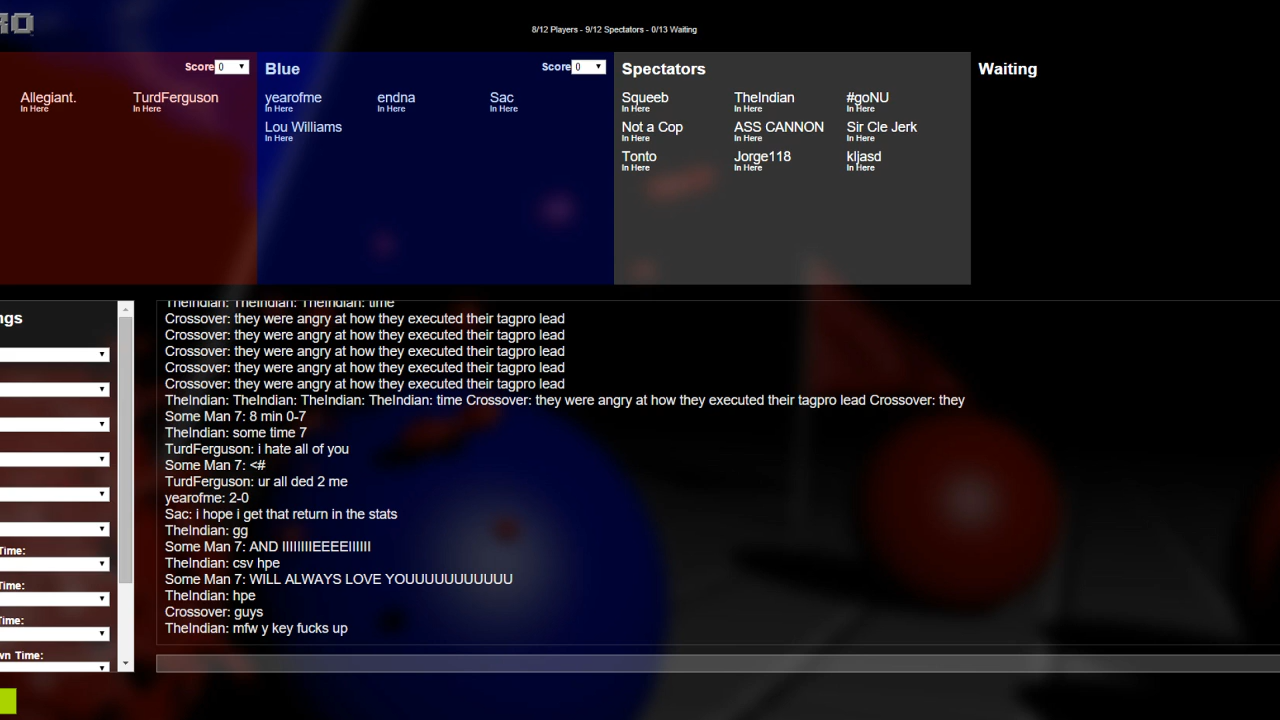 RO
8/12 Players - 9/12 Spectators - 0/13 Waiting
Score 0
Blue
Score 0
Spectators
Waiting
Allegiant.
In Here
TurdFerguson
In Here
yearofme
In Here
endna
In Here
Sac
In Here
Lou Williams
In Here
Squeeb
In Here
TheIndian
In Here
#goNU
In Here
Not a Cop
In Here
ASS CANNON
In Here
Sir Cle Jerk
In Here
Tonto
In Here
Jorge118
In Here
kljasd
In Here
ngs
Time:
Time:
Time:
wn Time:
TheIndian: TheIndian: TheIndian: time
Crossover: they were angry at how they executed their tagpro lead
Crossover: they were angry at how they executed their tagpro lead
Crossover: they were angry at how they executed their tagpro lead
Crossover: they were angry at how they executed their tagpro lead
Crossover: they were angry at how they executed their tagpro lead
TheIndian: TheIndian: TheIndian: TheIndian: time Crossover: they were angry at how they executed their tagpro lead Crossover: they
Some Man 7: 8 min 0-7
TheIndian: some time 7
TurdFerguson: i hate all of you
Some Man 7: <#
TurdFerguson: ur all ded 2 me
yearofme: 2-0
Sac: i hope i get that return in the stats
TheIndian: gg
Some Man 7: AND IIIIIIIEEEEIIIIII
TheIndian: csv hpe
Some Man 7: WILL ALWAYS LOVE YOUUUUUUUUUUU
TheIndian: hpe
Crossover: guys
TheIndian: mfw y key fucks up